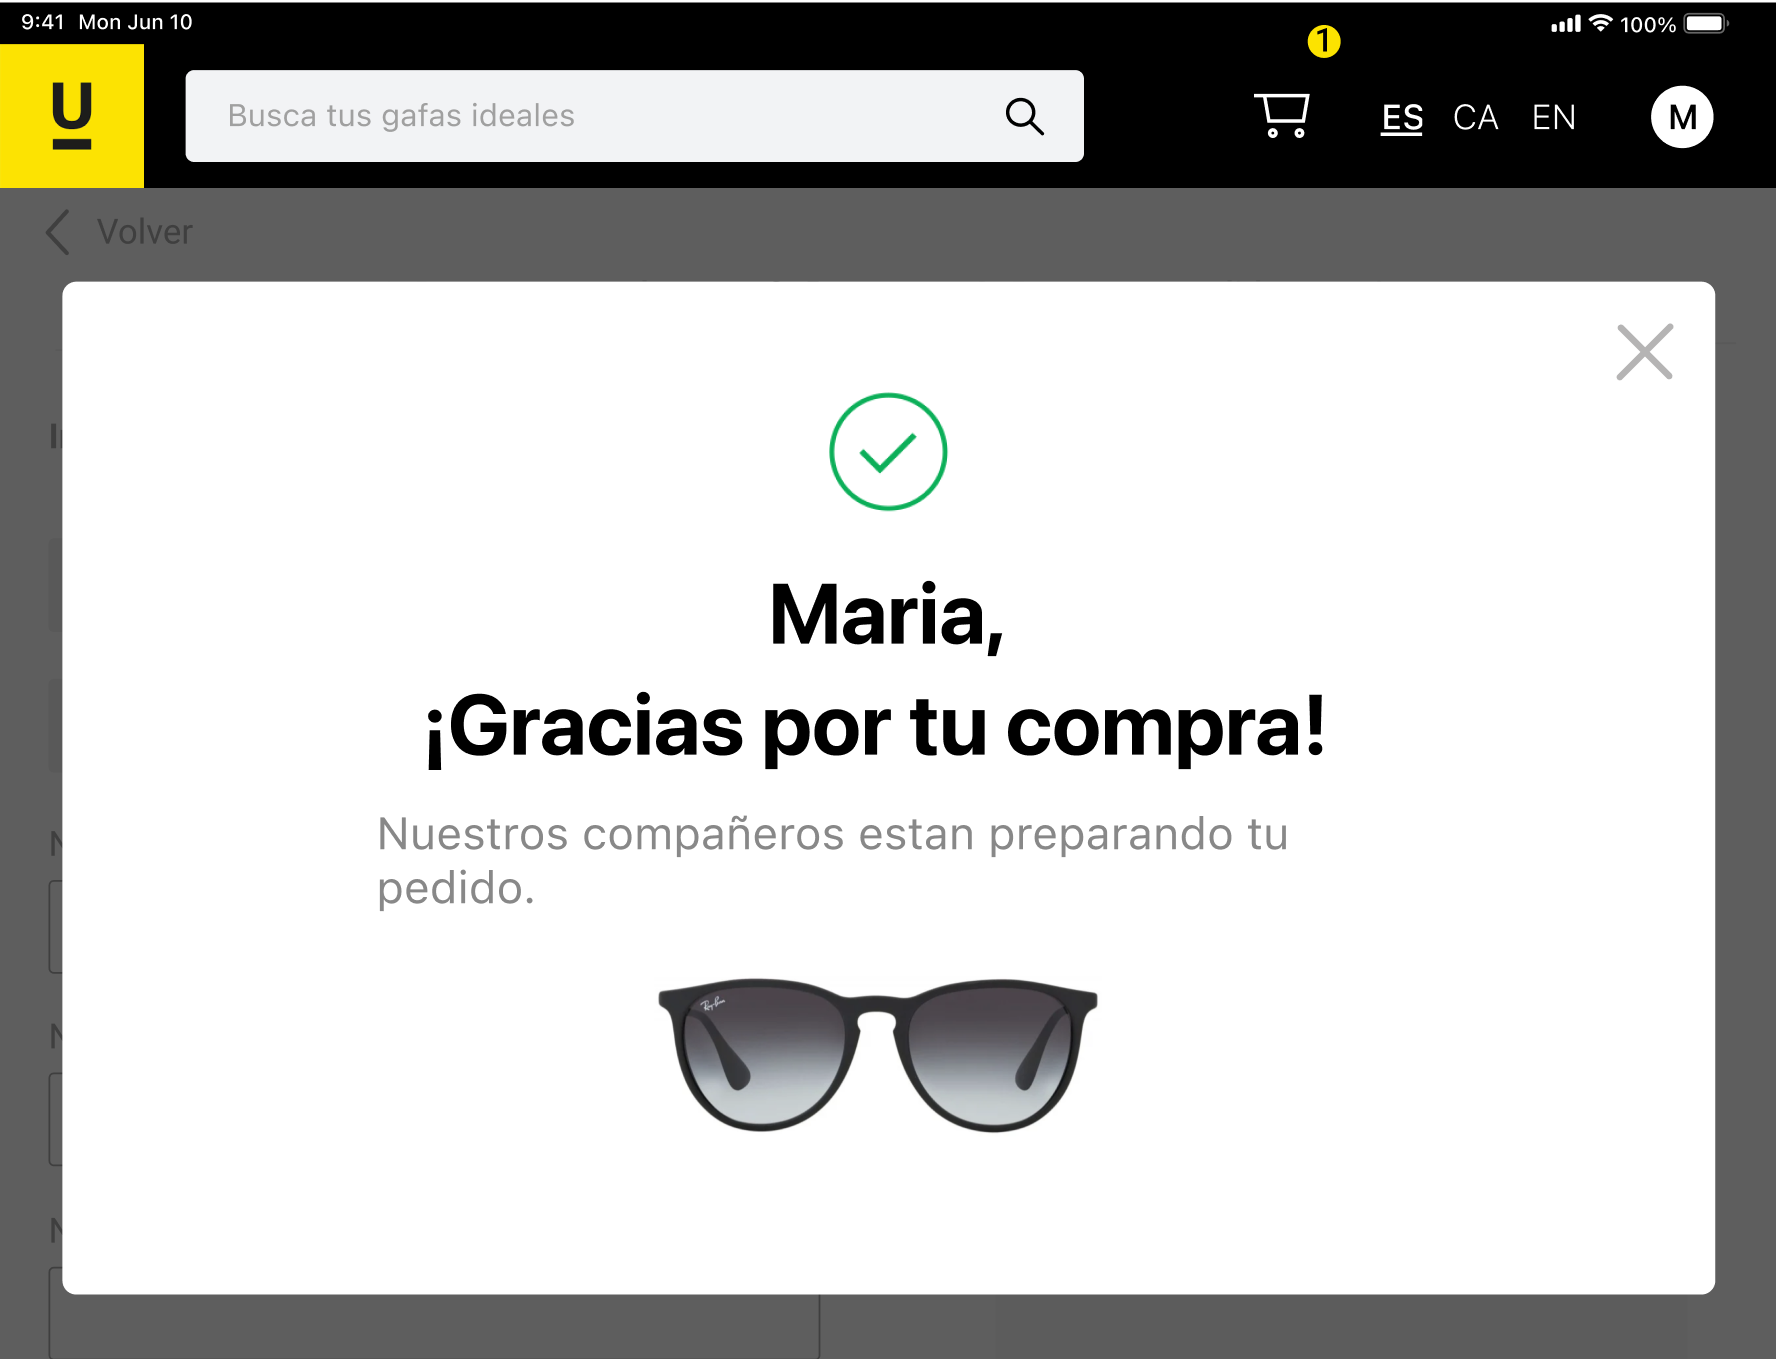 9:41 Mon Jun 10
100%
1
U
Busca tus gafas ideales
ES CA EN
M
Volver
Maria,
¡Gracias por tu compra!
Nuestros compañeros estan preparando tu
pedido.
Ray-Ban